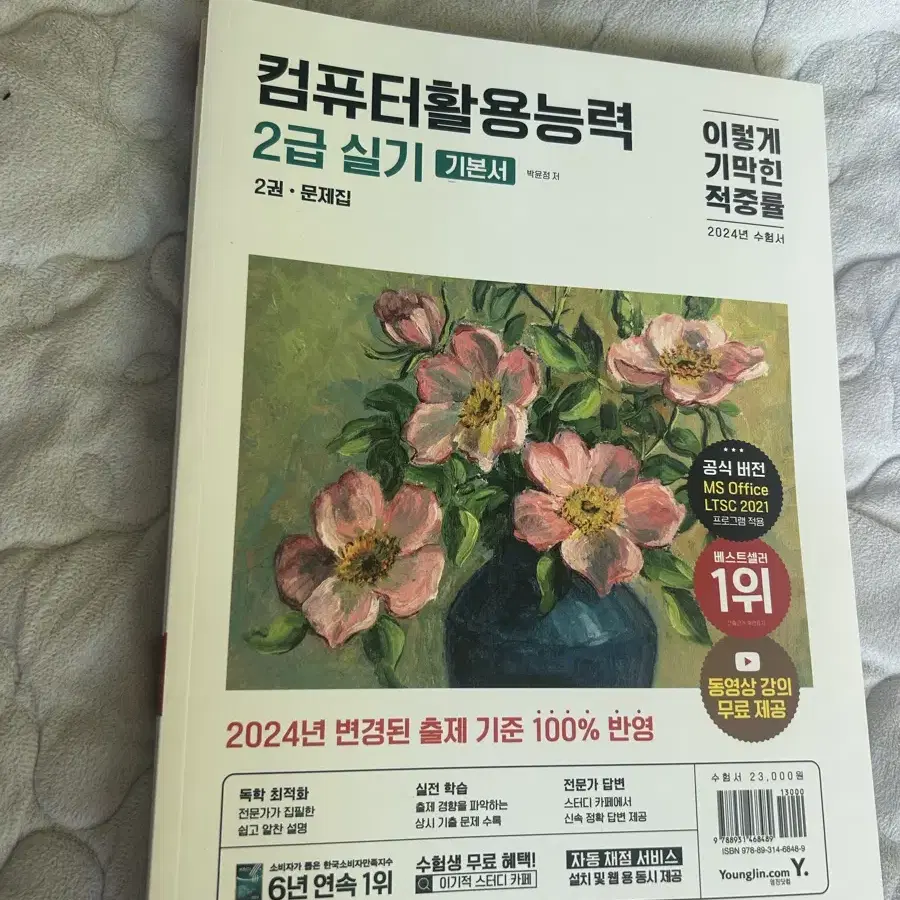 컴퓨터활용능력
2급 실기 기본서 박윤정 저
2권 • 문제집
이렇게
기막힌
적중률
2024년 수험서
★★★
공식 버전
MS Office
LTSC 2021
프로그램 적용
베스트셀러
1위
동영상 강의
무료 제공
2024년 변경된 출제 기준 100% 반영
독학 최적화
전문가가 집필한
쉽고 알찬 설명
실전 학습
출제 경향을 파악하는
상시 기출 문제 수록
전문가 답변
스터디 카페에서
신속 정확 답변 제공
수험서 23,000원
13000
9 788931 468489
ISBN 978-89-314-6848-9
YoungJin.com Y.
영진닷컴
소비자가 뽑은 한국소비자만족지수
6년 연속 1위
수험생 무료 혜택!
이기적 스터디 카페
자동 채점 서비스
설치 및 웹 용 동시 제공